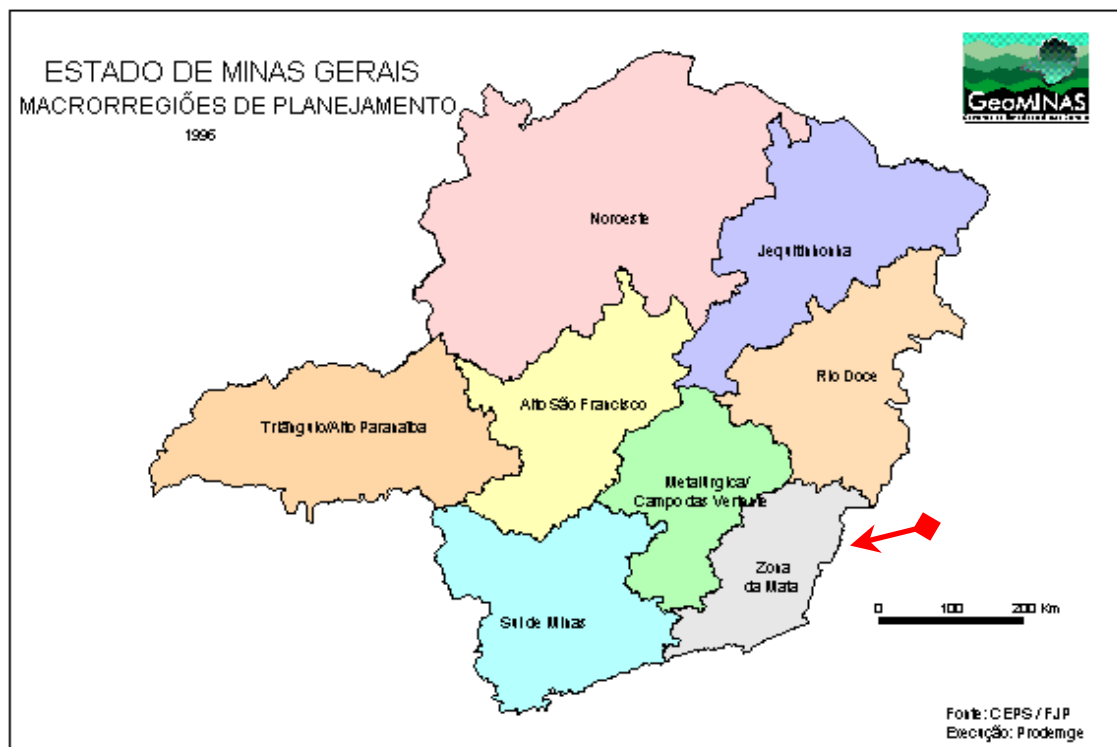 ESTADO DE MINAS GERAIS
MACRORREGIÕES DE PLANEJAMENTO
1996
GeoMINAS
Noroeste
Jequitinhonha
Rio Doce
Alto São Francisco
Triângulo/Alto Paranaíba
Metalúrgica/
Campo das Vertente
Zona
da Mata
Sul de Minas
0 100 200 Km
Fonte: CEPS / FJP
Execução: Prodemge